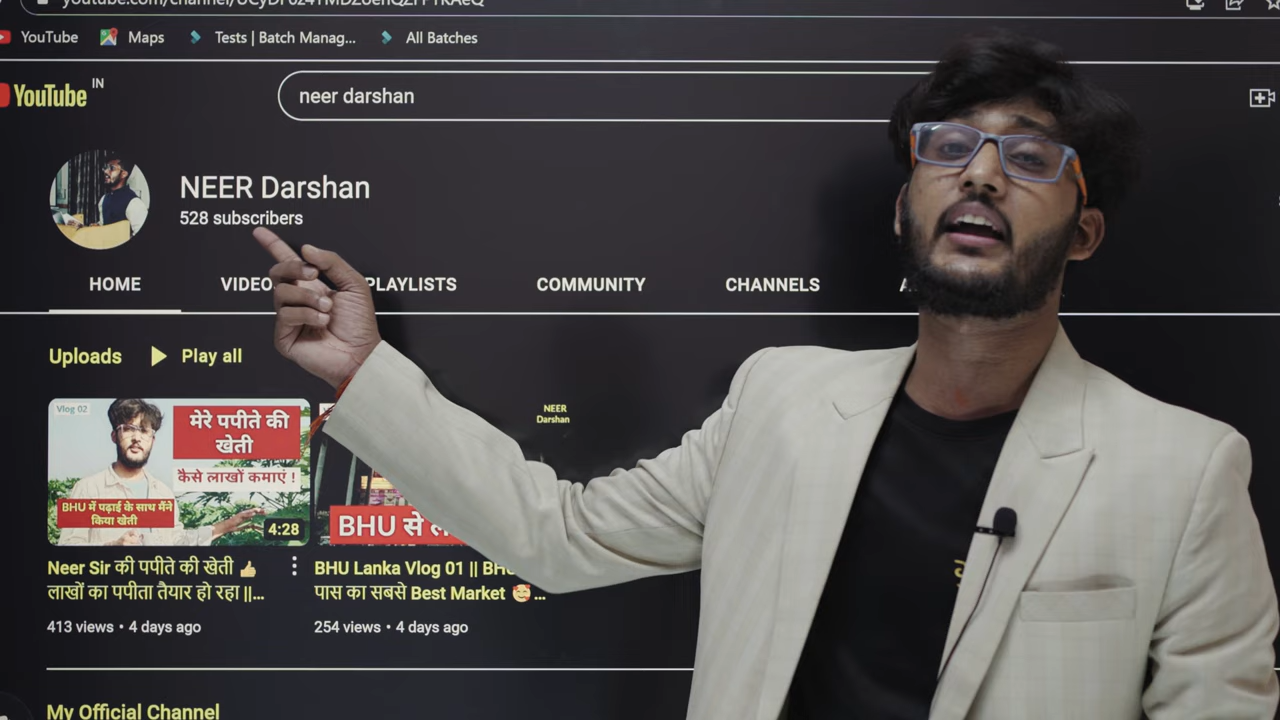 YouTube
Maps
Tests | Batch Manag...
All Batches
YouTube IN
neer darshan
NEER Darshan
528 subscribers
HOME
PLAYLISTS
COMMUNITY
CHANNELS
Uploads
Play all
Vlog 02
मेरे पपीते की
खेती
कैसे लाखों कमाएं !
BHU में पढ़ाई के साथ मैंने
किया खेती
4:28
NEER
Darshan
BHU से
Neer Sir की पपीते की खेती 👍
लाखों का पपीता तैयार हो रहा ||...
413 views • 4 days ago
BHU Lanka Vlog 01 ||
पास का सबसे Best Market 🥰...
254 views • 4 days ago
My Official Channel